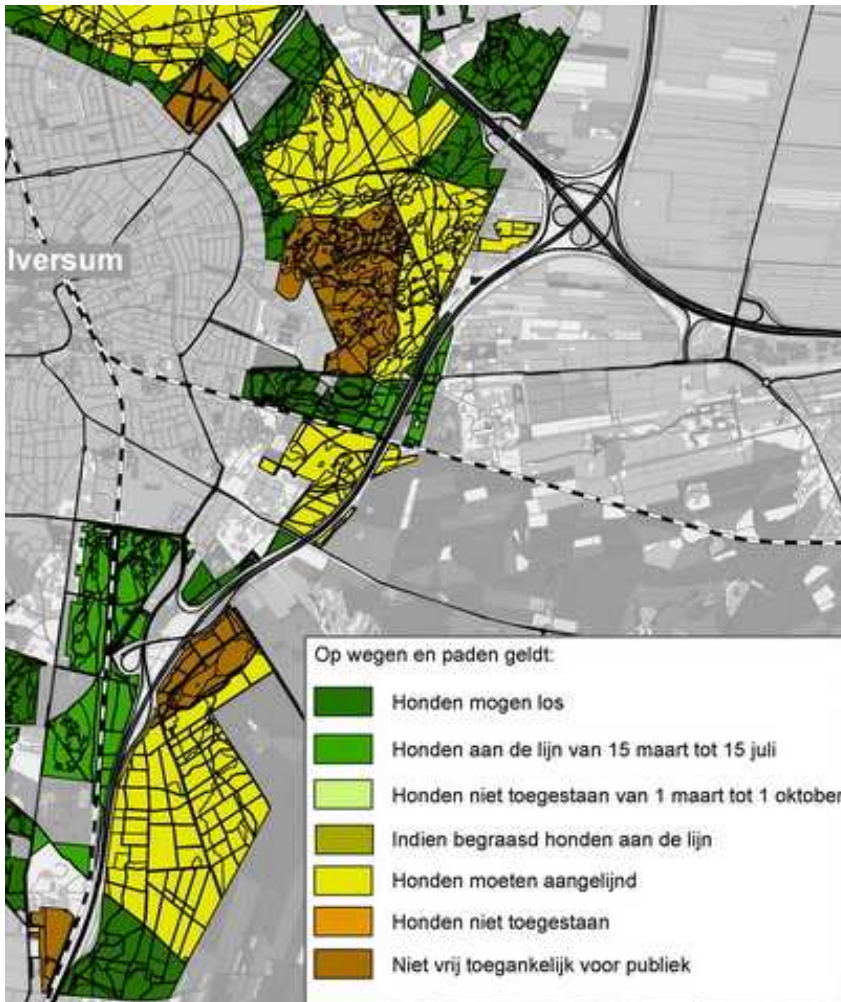 lversum
Op wegen en paden geldt:
Honden mogen los
Honden aan de lijn van 15 maart tot 15 juli
Honden niet toegestaan van 1 maart tot 1 oktober
Indien begraasd honden aan de lijn
Honden moeten aangelijnd
Honden niet toegestaan
Niet vrij toegankelijk voor publiek